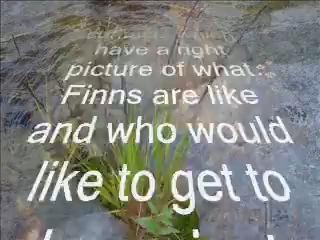 have a right
picture of what
Finns are like
and who would
like to get to